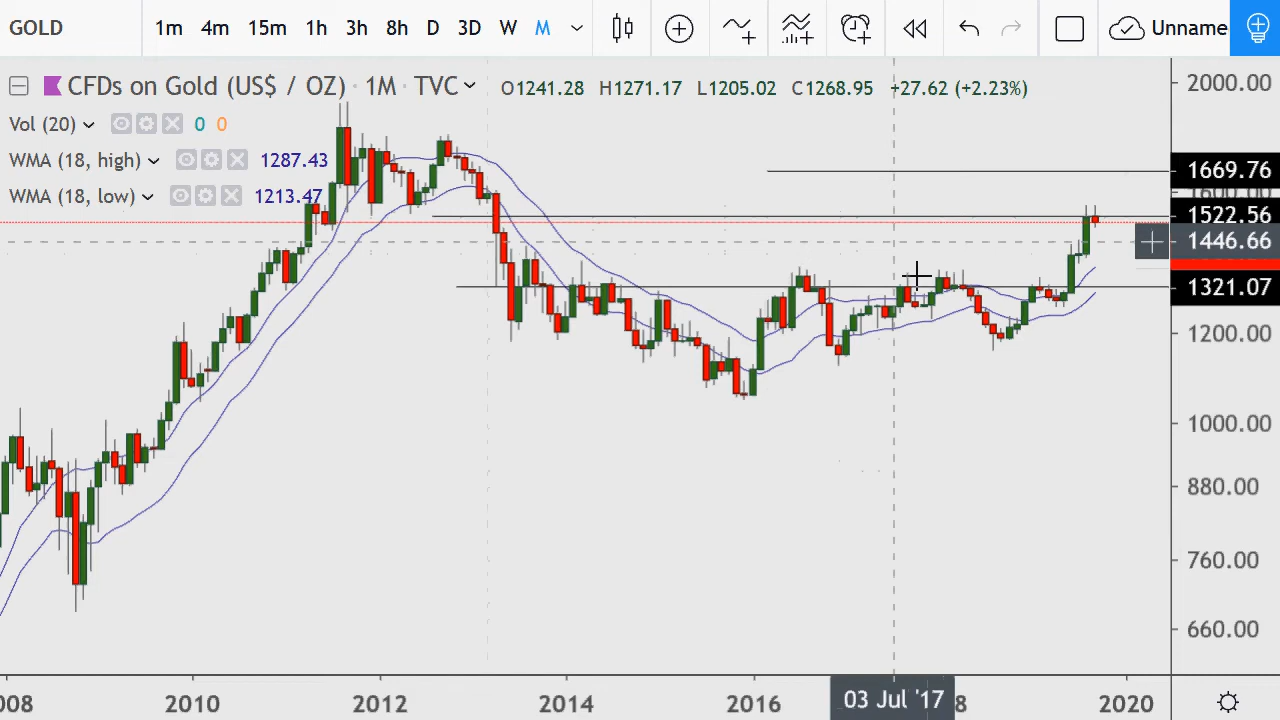 GOLD 1m 4m 15m 1h 3h 8h D 3D W M Unname
CFDs on Gold (US$ / OZ) · 1M · TVC O1241.28 H1271.17 L1205.02 C1268.95 +27.62 (+2.23%)
Vol (20) 0 0
WMA (18, high) 1287.43
WMA (18, low) 1213.47
2000.00
1669.76
1600.00
1522.56
1446.66
1321.07
1200.00
1000.00
880.00
760.00
660.00
008 2010 2012 2014 2016 03 Jul '17 8 2020